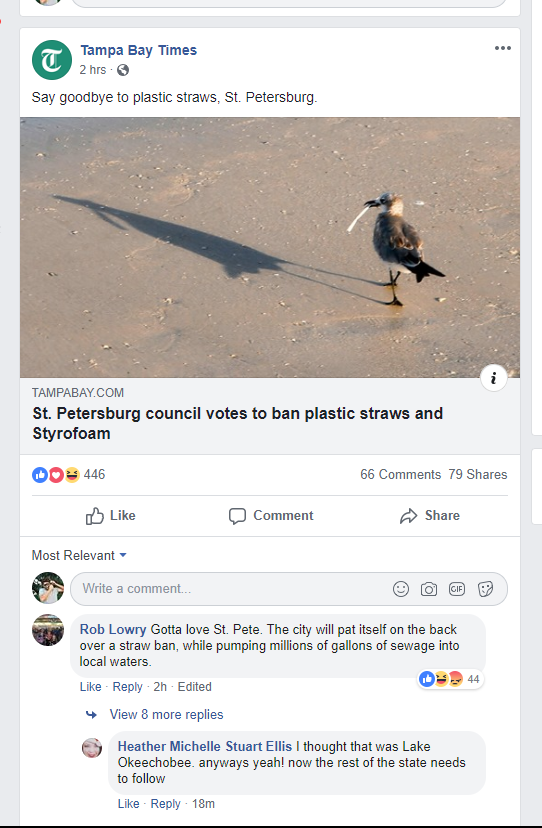 Tampa Bay Times
2 hrs ·
Say goodbye to plastic straws, St. Petersburg.
TAMPABAY.COM
St. Petersburg council votes to ban plastic straws and
Styrofoam
446
66 Comments 79 Shares
Like Comment Share
Most Relevant
Write a comment...
GIF
Rob Lowry Gotta love St. Pete. The city will pat itself on the back
over a straw ban, while pumping millions of gallons of sewage into
local waters.
44
Like · Reply · 2h · Edited
View 8 more replies
Heather Michelle Stuart Ellis I thought that was Lake
Okeechobee. anyways yeah! now the rest of the state needs
to follow
Like · Reply · 18m